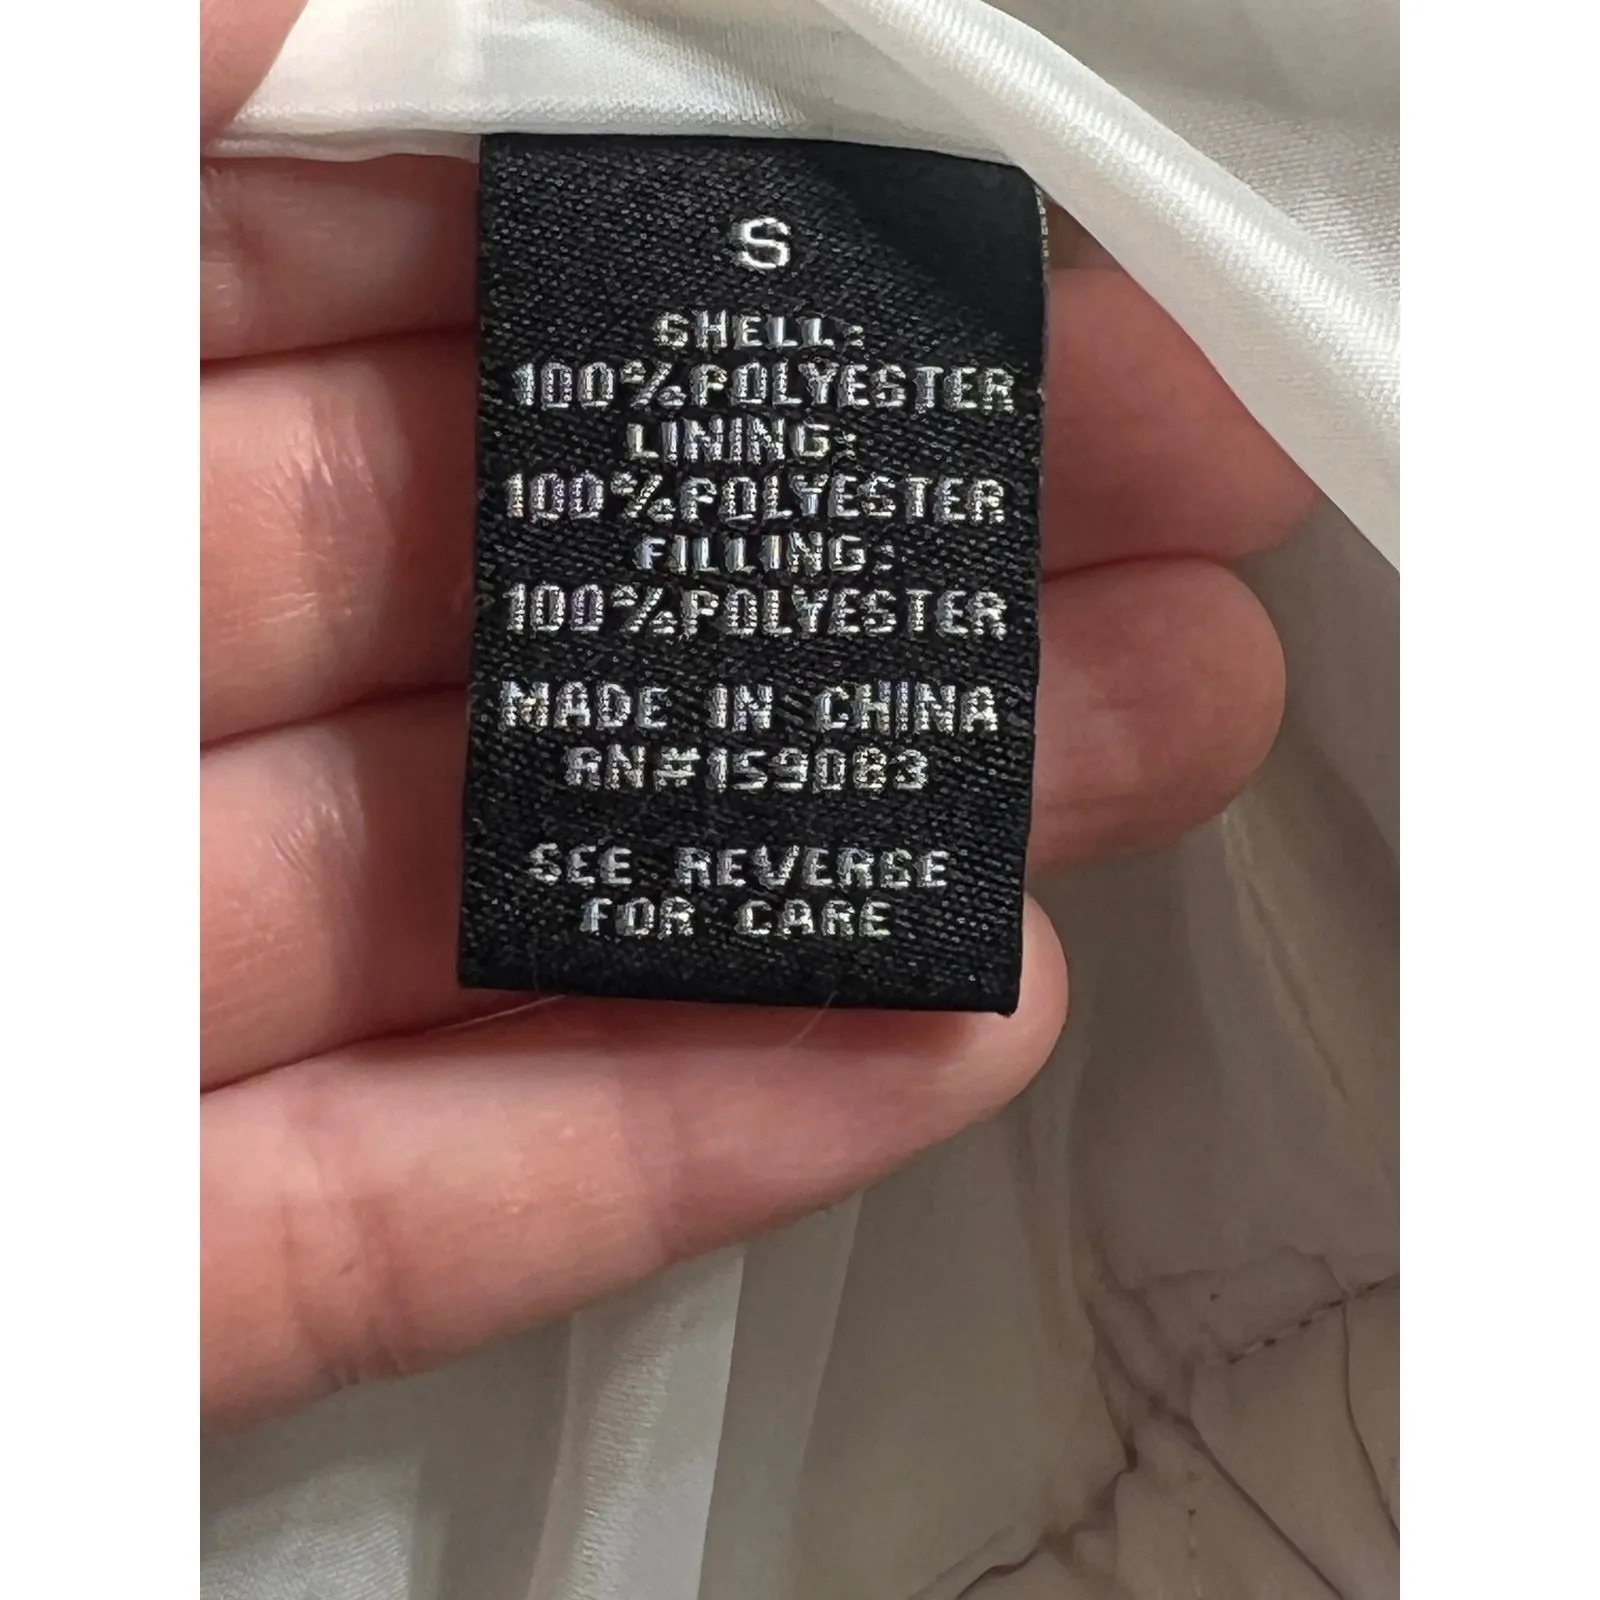 S
SHELL:
100%POLYESTER
LINING:
100%POLYESTER
FILLING:
100%POLYESTER
MADE IN CHINA
RN#159083
SEE REVERSE
FOR CARE